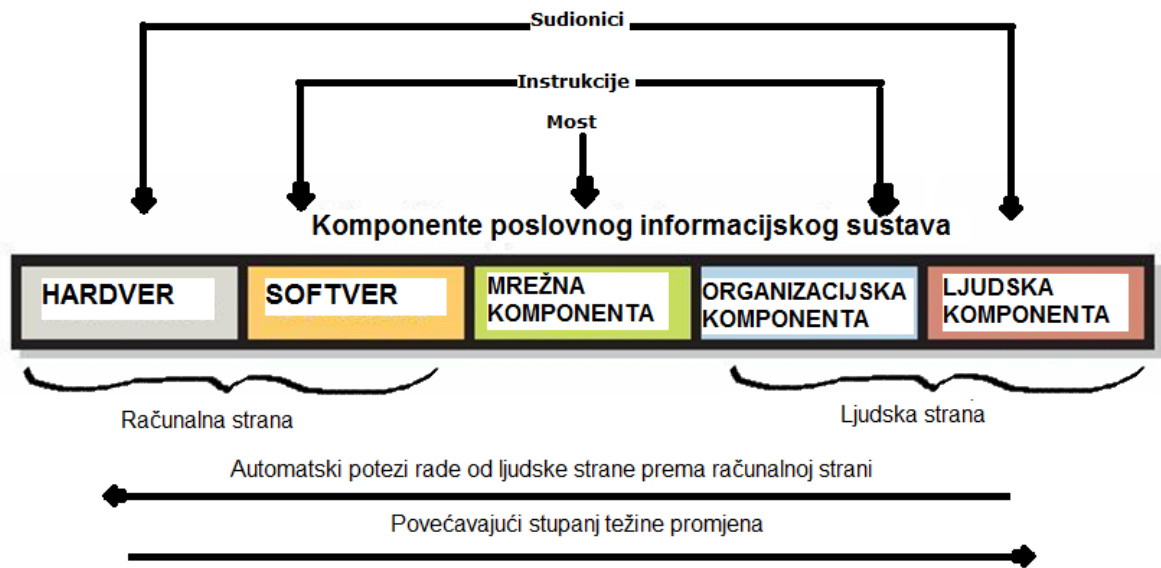 Sudionici
Instrukcije
Most
Komponente poslovnog informacijskog sustava
HARDVER
SOFTVER
MREŽNA
KOMPONENTA
ORGANIZACIJSKA
KOMPONENTA
LJUDSKA
KOMPONENTA
Računalna strana
Ljudska strana
Automatski potezi rade od ljudske strane prema računalnoj strani
Povećavajući stupanj težine promjena